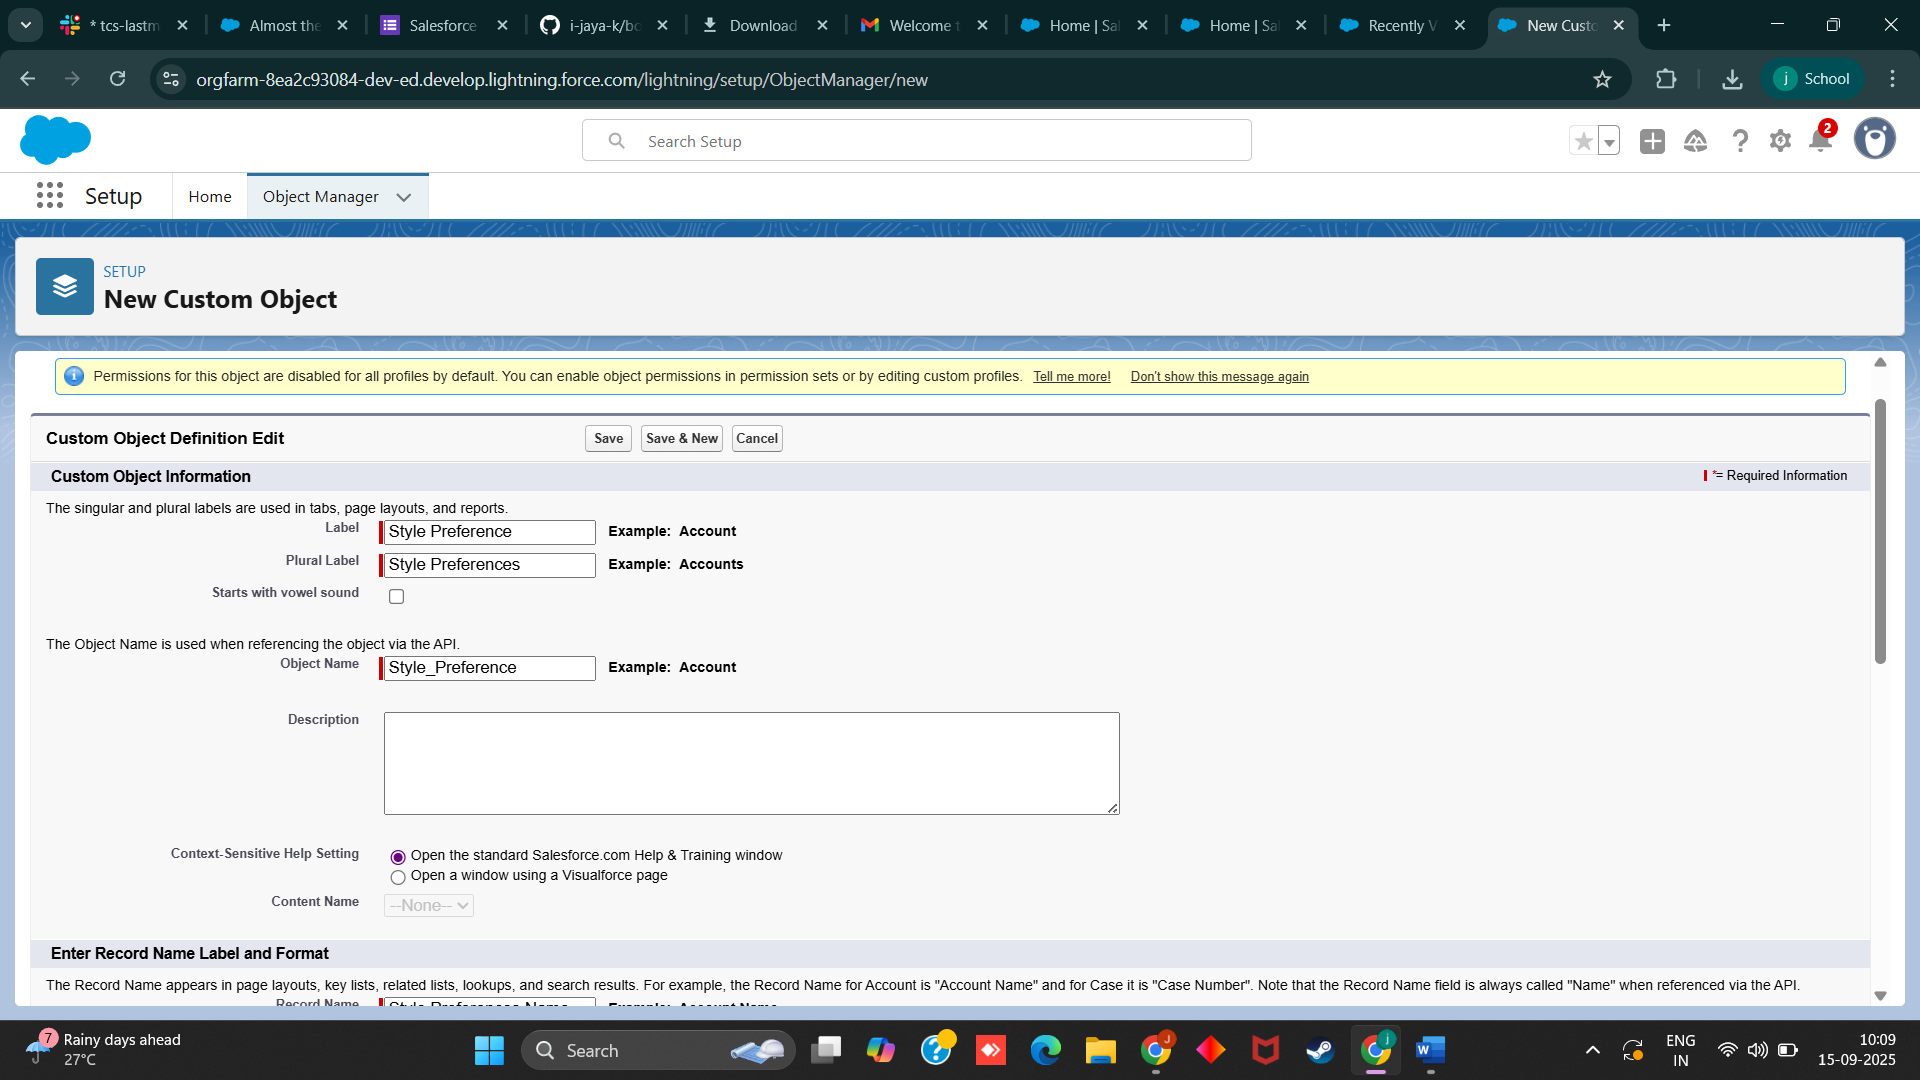 * tcs-lastm
Almost the
Salesforce
i-jaya-k/bo
Download
Welcome t
Home | Sal
Home | Sal
Recently V
New Custo
orgfarm-8ea2c93084-dev-ed.develop.lightning.force.com/lightning/setup/ObjectManager/new
j School
Search Setup
2
Setup
Home
Object Manager
SETUP
New Custom Object
Permissions for this object are disabled for all profiles by default. You can enable object permissions in permission sets or by editing custom profiles. Tell me more! Don't show this message again
Custom Object Definition Edit
Save
Save & New
Cancel
Custom Object Information
*= Required Information
The singular and plural labels are used in tabs, page layouts, and reports.
Label Style Preference Example: Account
Plural Label Style Preferences Example: Accounts
Starts with vowel sound
The Object Name is used when referencing the object via the API.
Object Name Style_Preference Example: Account
Description
Context-Sensitive Help Setting Open the standard Salesforce.com Help & Training window
Open a window using a Visualforce page
Content Name --None--
Enter Record Name Label and Format
The Record Name appears in page layouts, key lists, related lists, lookups, and search results. For example, the Record Name for Account is "Account Name" and for Case it is "Case Number". Note that the Record Name field is always called "Name" when referenced via the API.
Record Name Style Preferences Name Example: Account Name
7
Rainy days ahead
27°C
Search
ENG
IN
10:09
15-09-2025